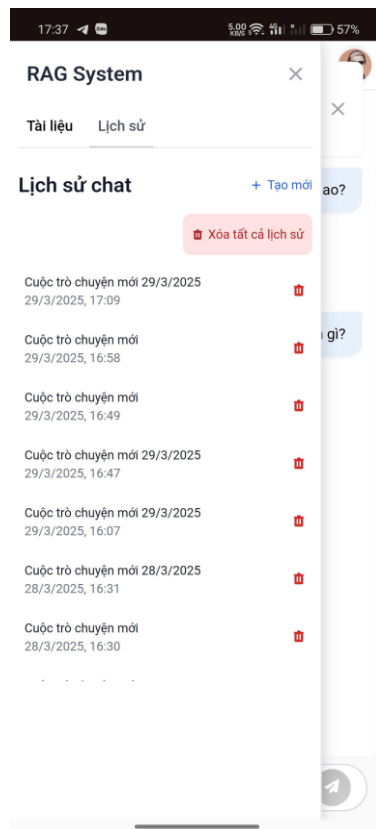 17:37
5.00 KB/S
57%
RAG System
Tài liệu Lịch sử
Lịch sử chat
+ Tạo mới
ao?
Xóa tất cả lịch sử
Cuộc trò chuyện mới 29/3/2025
29/3/2025, 17:09
Cuộc trò chuyện mới
29/3/2025, 16:58
gì?
Cuộc trò chuyện mới
29/3/2025, 16:49
Cuộc trò chuyện mới 29/3/2025
29/3/2025, 16:47
Cuộc trò chuyện mới 29/3/2025
29/3/2025, 16:07
Cuộc trò chuyện mới 28/3/2025
28/3/2025, 16:31
Cuộc trò chuyện mới
28/3/2025, 16:30